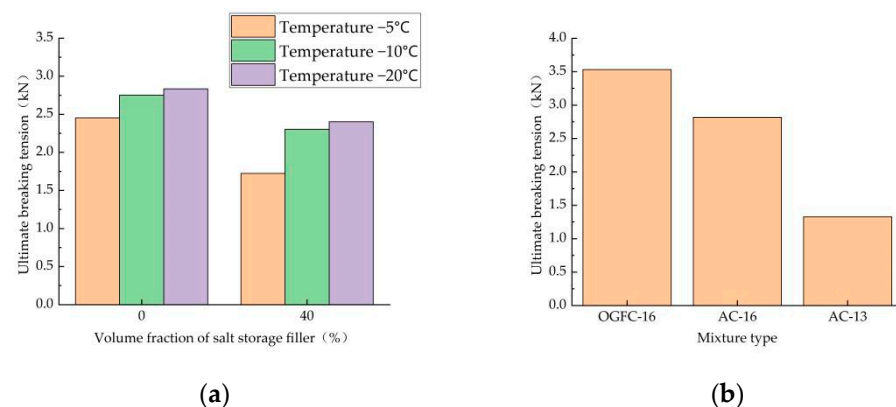 Temperature −5°C
Temperature −10°C
Temperature −20°C
Ultimate breaking tension（kN）
3.5
3.0
2.5
2.0
1.5
1.0
0.5
0.0
0
40
Volume fraction of salt storage filler（%）
(a)
Ultimate breaking tension（kN）
4.0
3.5
3.0
2.5
2.0
1.5
1.0
0.5
0.0
OGFC-16
AC-16
AC-13
Mixture type
(b)